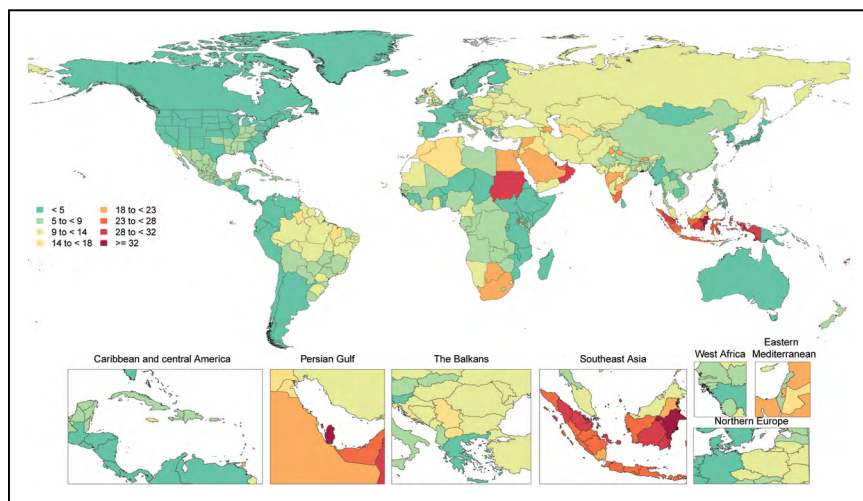 < 5
5 to < 9
9 to < 14
14 to < 18
18 to < 23
23 to < 28
28 to < 32
>= 32
Caribbean and central America
Persian Gulf
The Balkans
Southeast Asia
West Africa
Eastern
Mediterranean
Northern Europe